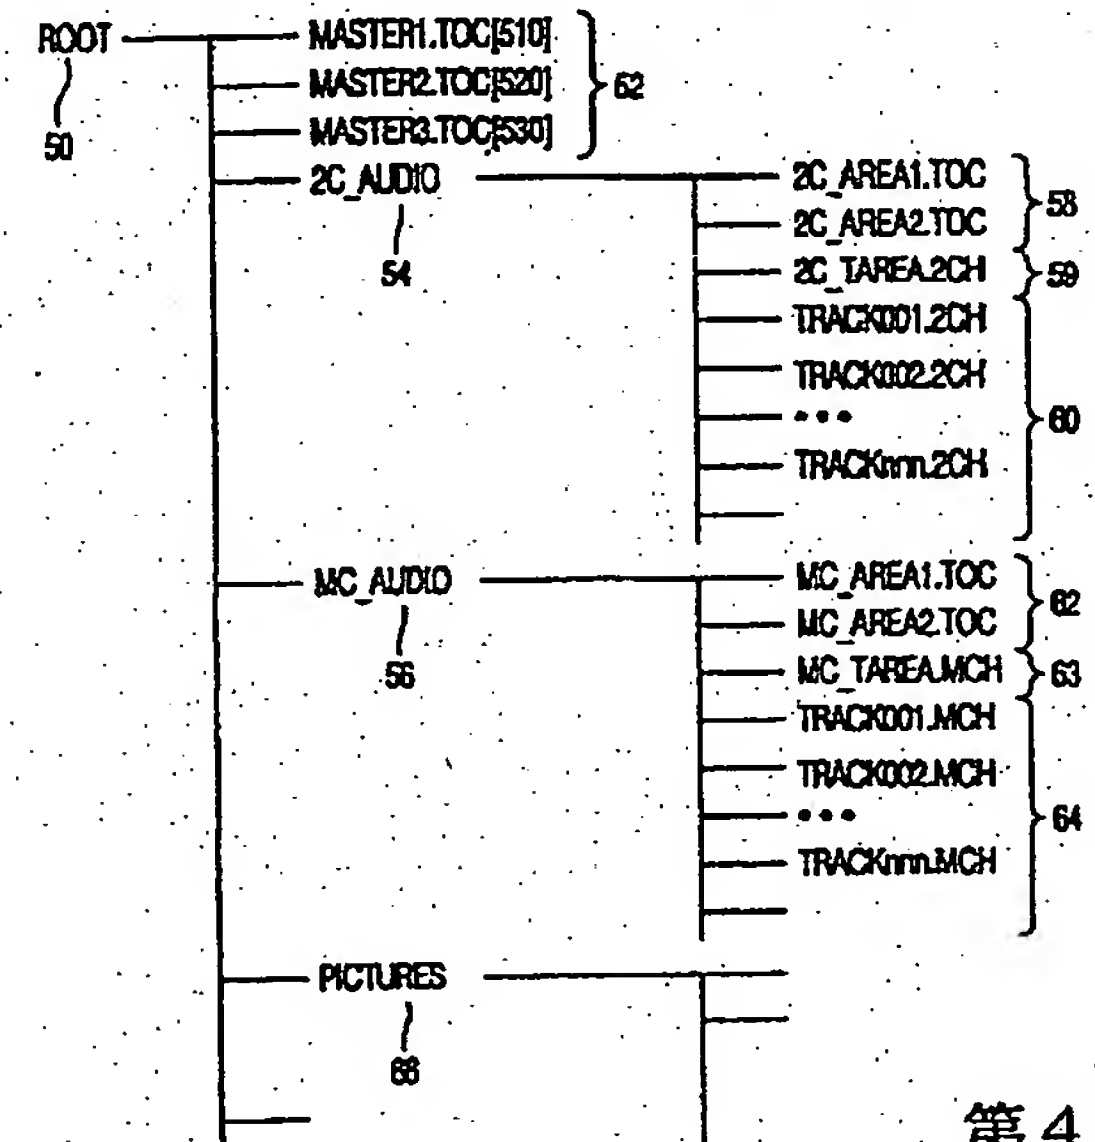 ROOT
50
MASTER1.TOC[510]
MASTER2.TOC[520]
MASTER3.TOC[530]
62
2C_AUDIO
54
2C_AREA1.TOC
2C_AREA2.TOC
58
2C_TAREA.2CH
59
TRACK001.2CH
TRACK002.2CH
•••
TRACKnnn.2CH
60
MC_AUDIO
56
MC_AREA1.TOC
MC_AREA2.TOC
62
MC_TAREA.MCH
63
TRACK001.MCH
TRACK002.MCH
•••
TRACKnnn.MCH
64
PICTURES
66
第4